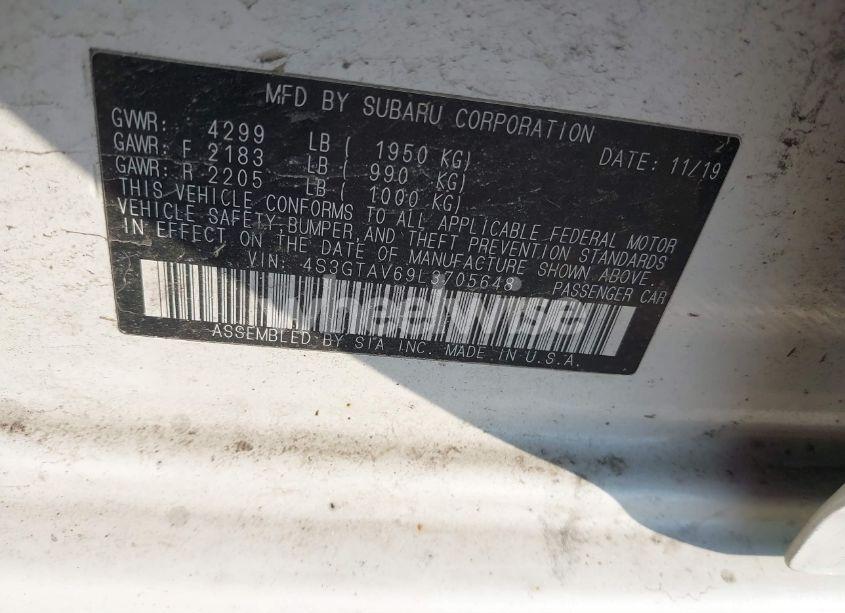 MFD BY SUBARU CORPORATION
GVWR: 4299 LB ( 1950 KG) DATE: 11/19
GAWR: F 2183 LB ( 990 KG)
GAWR: R 2205 LB ( 1000 KG)
THIS VEHICLE CONFORMS TO ALL APPLICABLE FEDERAL MOTOR
VEHICLE SAFETY, BUMPER, AND THEFT PREVENTION STANDARDS
IN EFFECT ON THE DATE OF MANUFACTURE SHOWN ABOVE.
VIN: 4S3GTAV69L3705648 PASSENGER CAR
wheelwise
ASSEMBLED BY SIA INC. MADE IN U.S.A.